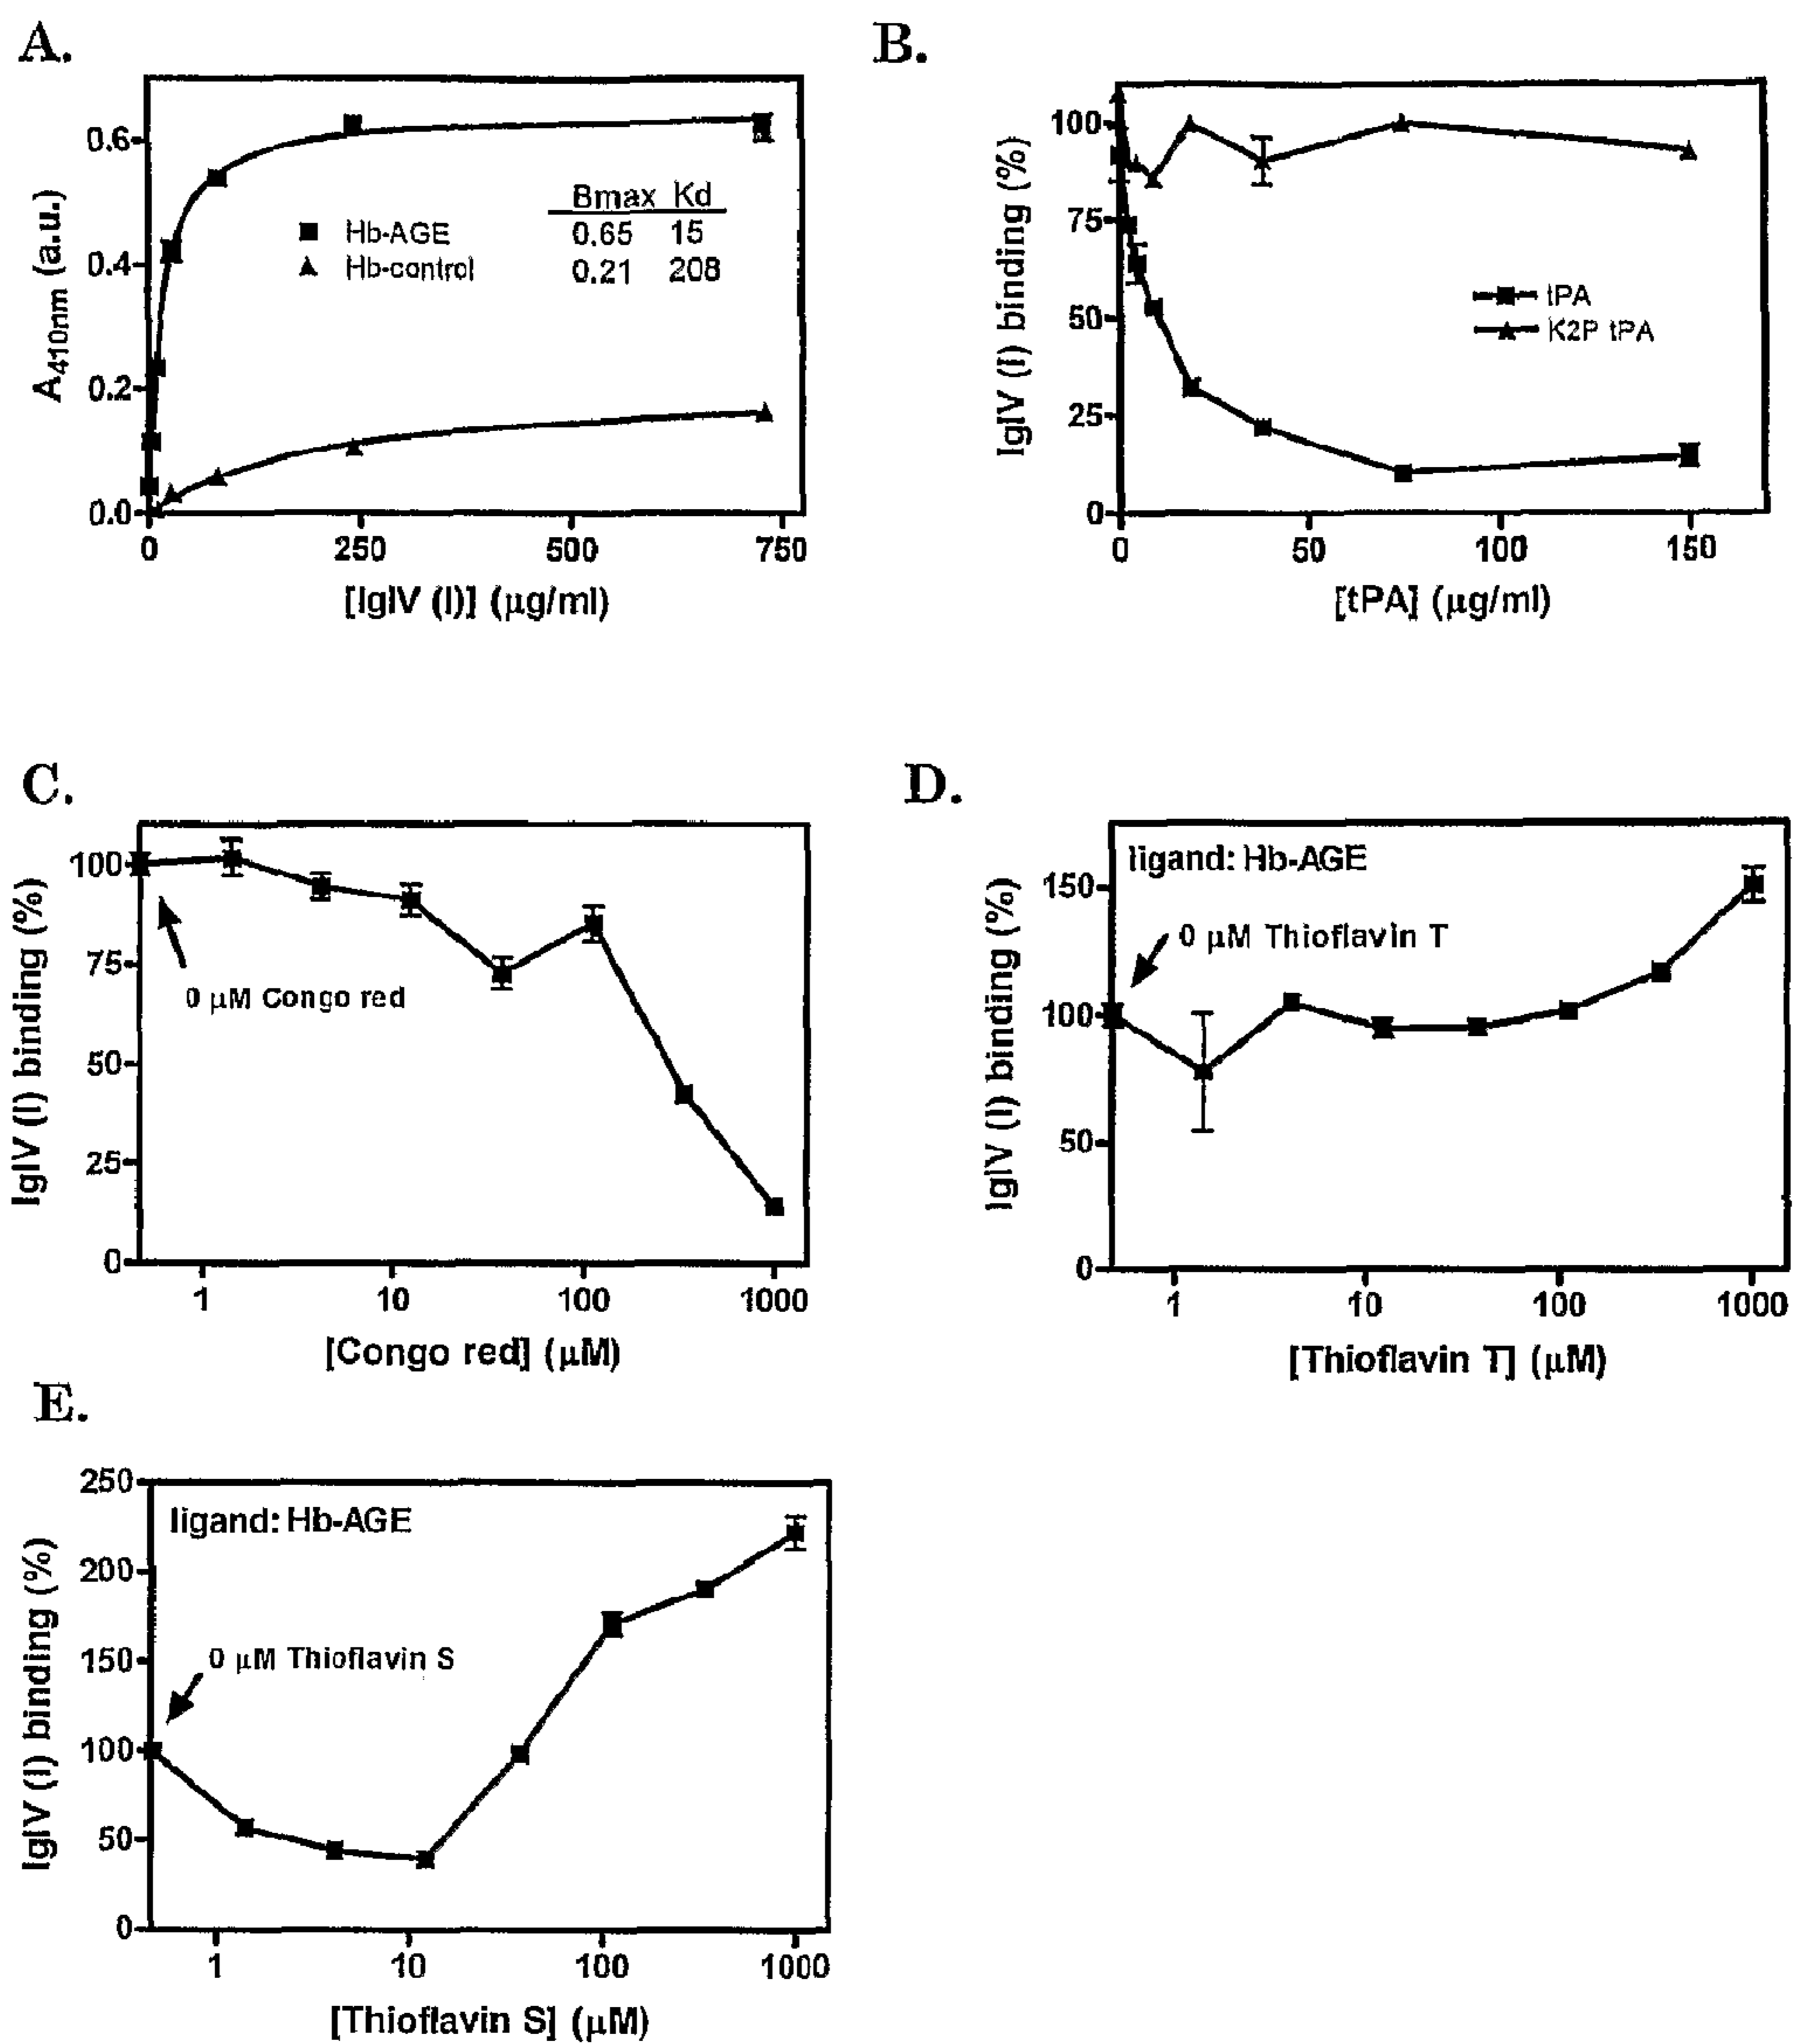 A.
A410nm (a.u.)
0.6
0.4
0.2
0.0
Bmax Kd
Hb-AGE 0.65 15
Hb-control 0.21 208
0 250 500 750
[IgIV (I)] (µg/ml)
B.
IgIV (I) binding (%)
100
75
50
25
0
tPA
K2P tPA
0 50 100 150
[tPA] (µg/ml)
C.
IgIV (I) binding (%)
100
75
50
25
0
0 µM Congo red
1 10 100 1000
[Congo red] (µM)
D.
IgIV (I) binding (%)
150
100
50
0
ligand: Hb-AGE
0 µM Thioflavin T
1 10 100 1000
[Thioflavin T] (µM)
E.
IgIV (I) binding (%)
250
200
150
100
50
0
ligand: Hb-AGE
0 µM Thioflavin S
1 10 100 1000
[Thioflavin S] (µM)